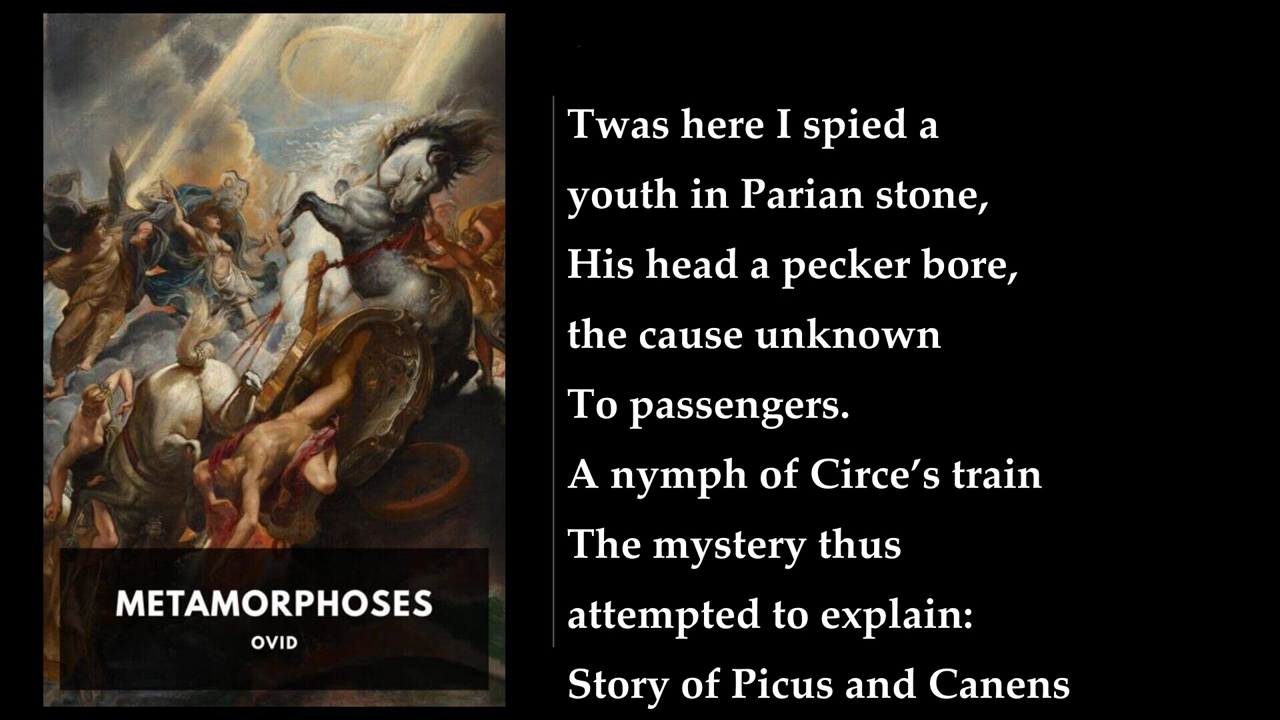 METAMORPHOSES
OVID
Twas here I spied a
youth in Parian stone,
His head a pecker bore,
the cause unknown
To passengers.
A nymph of Circe’s train
The mystery thus
attempted to explain:
Story of Picus and Canens